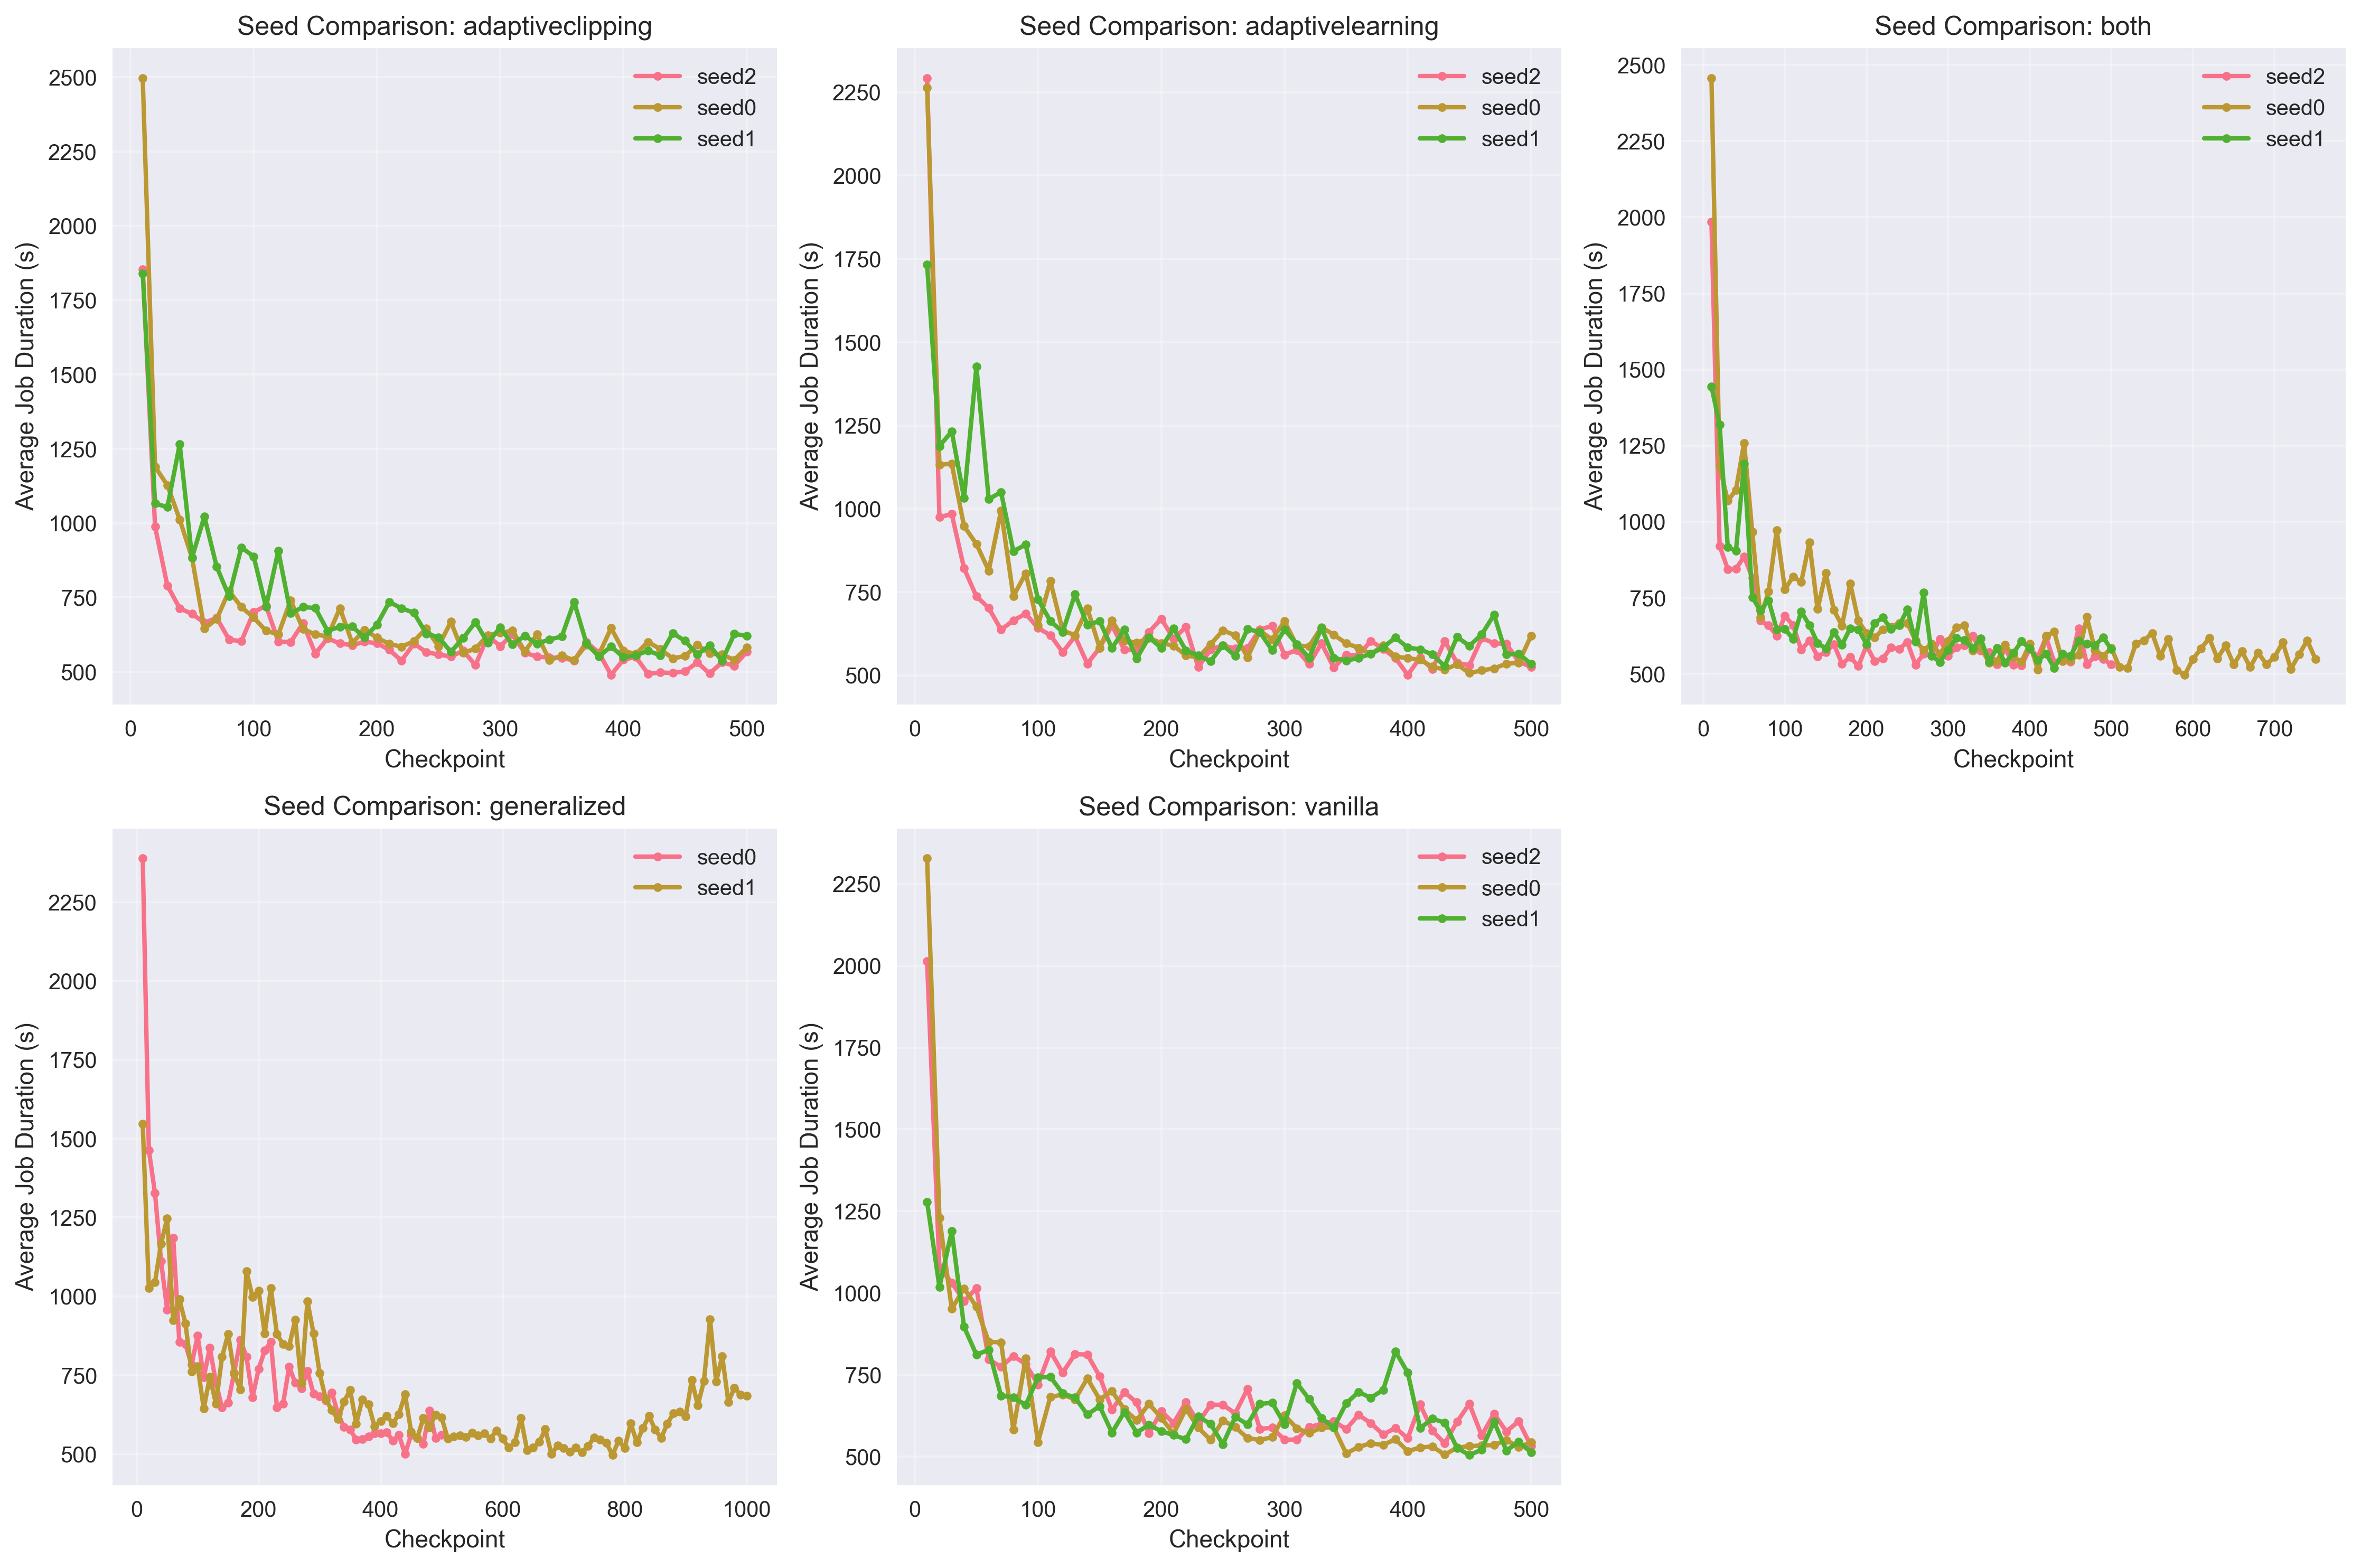 Seed Comparison: adaptiveclipping
Average Job Duration (s)
2500
2250
2000
1750
1500
1250
1000
750
500
0 100 200 300 400 500
Checkpoint
seed2
seed0
seed1
Seed Comparison: adaptivelearning
Average Job Duration (s)
2250
2000
1750
1500
1250
1000
750
500
0 100 200 300 400 500
Checkpoint
seed2
seed0
seed1
Seed Comparison: both
Average Job Duration (s)
2500
2250
2000
1750
1500
1250
1000
750
500
0 100 200 300 400 500 600 700
Checkpoint
seed2
seed0
seed1
Seed Comparison: generalized
Average Job Duration (s)
2250
2000
1750
1500
1250
1000
750
500
0 200 400 600 800 1000
Checkpoint
seed0
seed1
Seed Comparison: vanilla
Average Job Duration (s)
2250
2000
1750
1500
1250
1000
750
500
0 100 200 300 400 500
Checkpoint
seed2
seed0
seed1